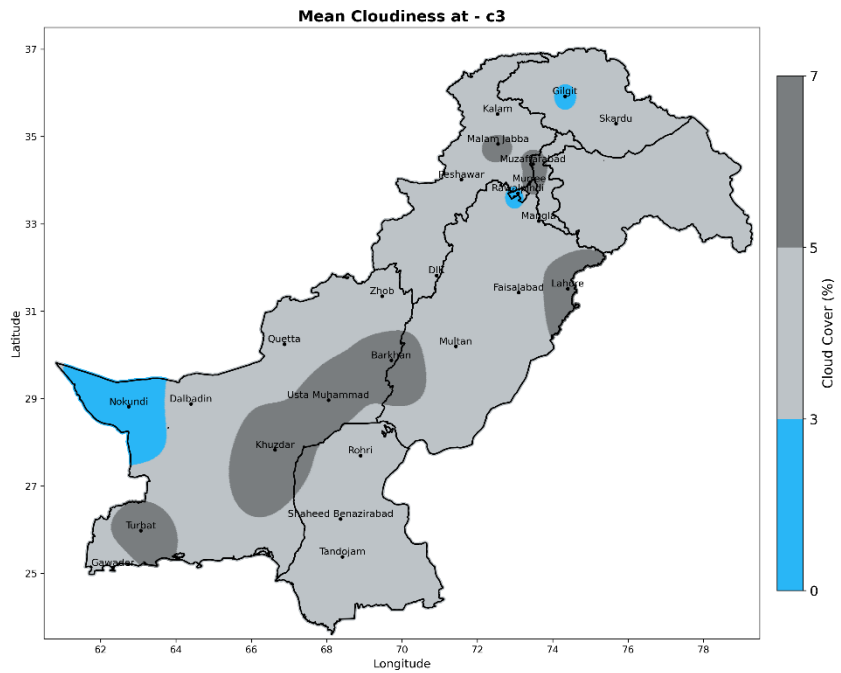 Mean Cloudiness at - c3
37
35
33
31
29
27
25
Latitude
62
64
66
68
70
72
74
76
78
Longitude
Gilgit
Kalam
Skardu
Malam Jabba
Muzaffarabad
Peshawar
Murree
Rawalpindi
Mangla
DIK
Zhob
Faisalabad
Lahore
Quetta
Multan
Barkhan
Usta Muhammad
Nokundi
Dalbadin
Khuzdar
Rohri
Shaheed Benazirabad
Turbat
Tandojam
Gawader
7
5
3
0
Cloud Cover (%)